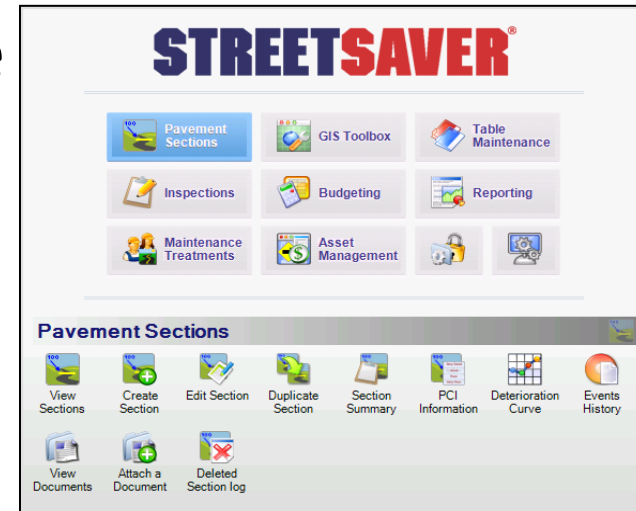 STREETSAVER®
Pavement
Sections
GIS Toolbox
Table
Maintenance
Inspections
Budgeting
Reporting
Maintenance
Treatments
Asset
Management
Pavement Sections
View
Sections
Create
Section
Edit Section
Duplicate
Section
Section
Summary
PCI
Information
Deterioration
Curve
Events
History
View
Documents
Attach a
Document
Deleted
Section log